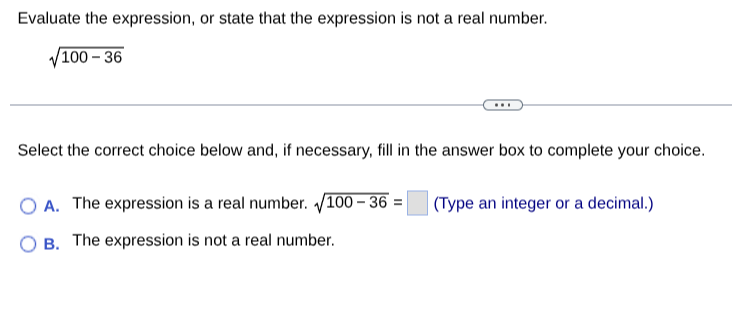 Evaluate the expression, or state that the expression is not a real number.
√100 – 36
Select the correct choice below and, if necessary, fill in the answer box to complete your choice.
A. The expression is a real number. √100 – 36 = (Type an integer or a decimal.)
B. The expression is not a real number.